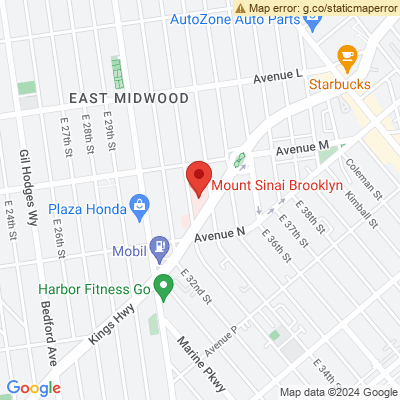 Map error: g.co/staticmaperror
AutoZone Auto Parts
Avenue L
Starbucks
EAST MIDWOOD
E 27th St
E 28th St
E 29th St
Avenue M
Gil Hodges Wy
Mount Sinai Brooklyn
Coleman St
Kimball St
E 24th St
E 26th St
Plaza Honda
E 38th St
E 37th St
E 36th St
Avenue N
Mobil
Harbor Fitness Go
E 32nd St
Bedford Ave
Kings Hwy
Avenue P
Marine Pkwy
E 34th St
Google
Map data ©2024 Google